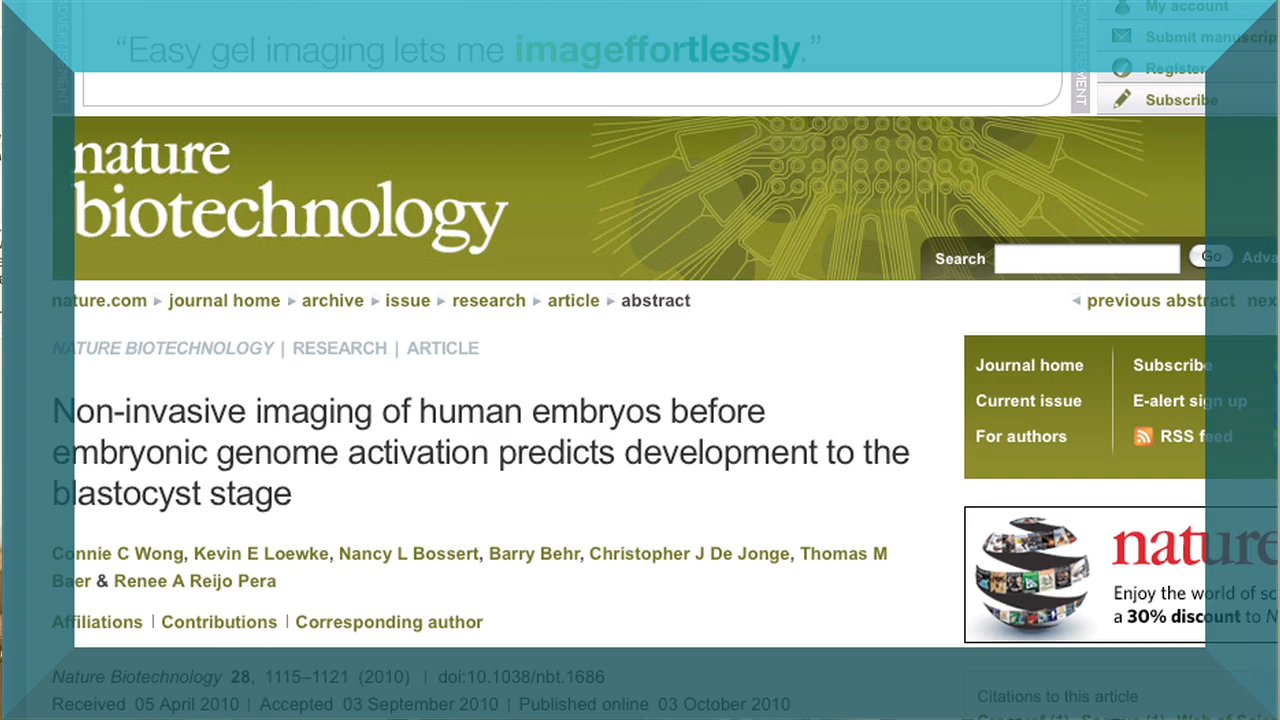 ADVERTISEMENT
"Easy gel imaging lets me imageffortlessly."
ADVERTISEMENT
My account
Submit manuscrip
Register
Subscribe
nature
biotechnology
Search
Go
Adva
nature.com ▸ journal home ▸ archive ▸ issue ▸ research ▸ article ▸ abstract
◂ previous abstract nex
NATURE BIOTECHNOLOGY | RESEARCH | ARTICLE
Non-invasive imaging of human embryos before
embryonic genome activation predicts development to the
blastocyst stage
Connie C Wong, Kevin E Loewke, Nancy L Bossert, Barry Behr, Christopher J De Jonge, Thomas M
Baer & Renee A Reijo Pera
Affiliations | Contributions | Corresponding author
Nature Biotechnology 28, 1115–1121 (2010) | doi:10.1038/nbt.1686
Received 05 April 2010 | Accepted 03 September 2010 | Published online 03 October 2010
Journal home
Current issue
For authors
Subscribe
E-alert sign up
RSS feed
nature
Enjoy the world of sc
a 30% discount to N
Citations to this article